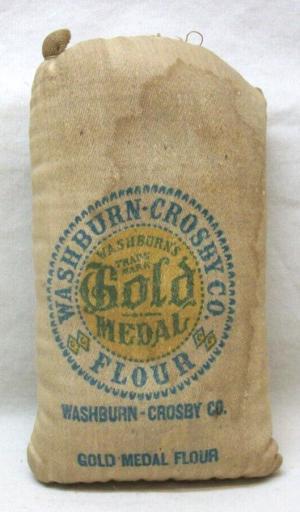 WASHBURN-CROSBY CO
WASHBURN'S
TRADE
MARK
Gold
MEDAL
FLOUR
WASHBURN-CROSBY CO.
GOLD MEDAL FLOUR